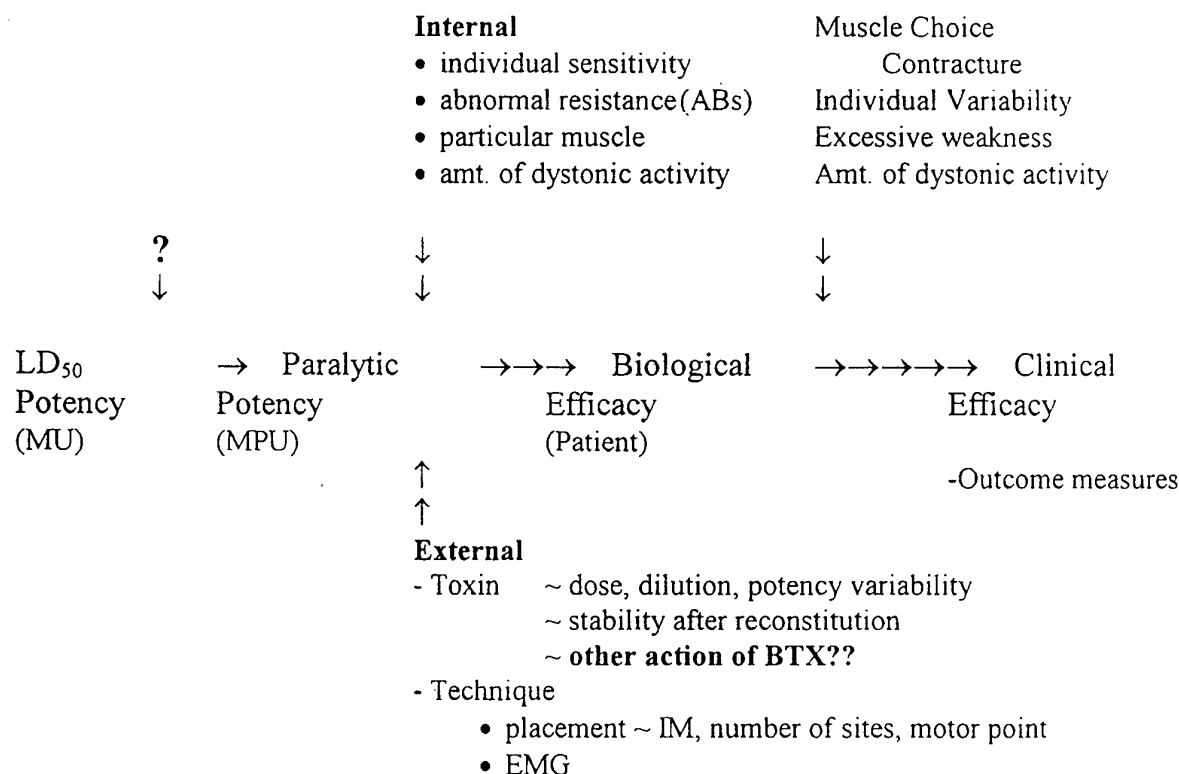 Internal
• individual sensitivity
• abnormal resistance (ABs)
• particular muscle
• amt. of dystonic activity
Muscle Choice
Contracture
Individual Variability
Excessive weakness
Amt. of dystonic activity
?
↓
↓
↓
↓
↓
LD₅₀ → Paralytic →→→ Biological →→→→→ Clinical
Potency Potency Efficacy Efficacy
(MU) (MPU) (Patient)
↑ -Outcome measures
↑
External
- Toxin ~ dose, dilution, potency variability
~ stability after reconstitution
~ other action of BTX??
- Technique
• placement ~ IM, number of sites, motor point
• EMG